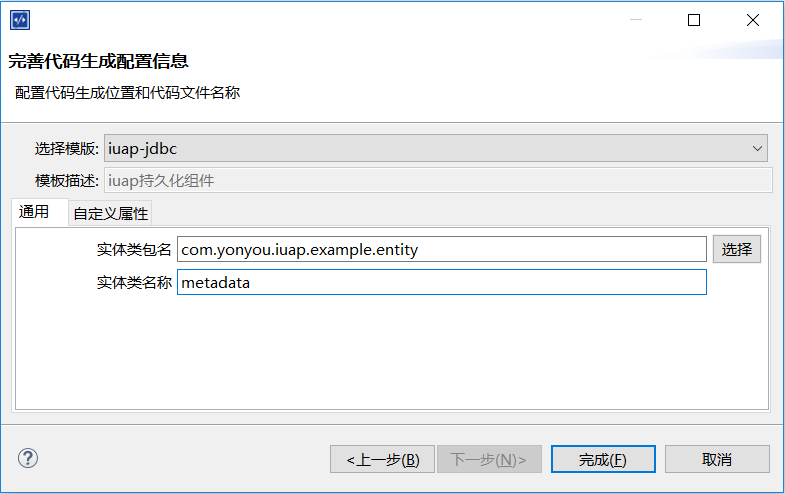 完善代码生成配置信息
配置代码生成位置和代码文件名称
选择模版: iuap-jdbc
模板描述: iuap持久化组件
通用 自定义属性
实体类包名 com.yonyou.iuap.example.entity 选择
实体类名称 metadata
<上一步(B) 下一步(N)> 完成(F) 取消